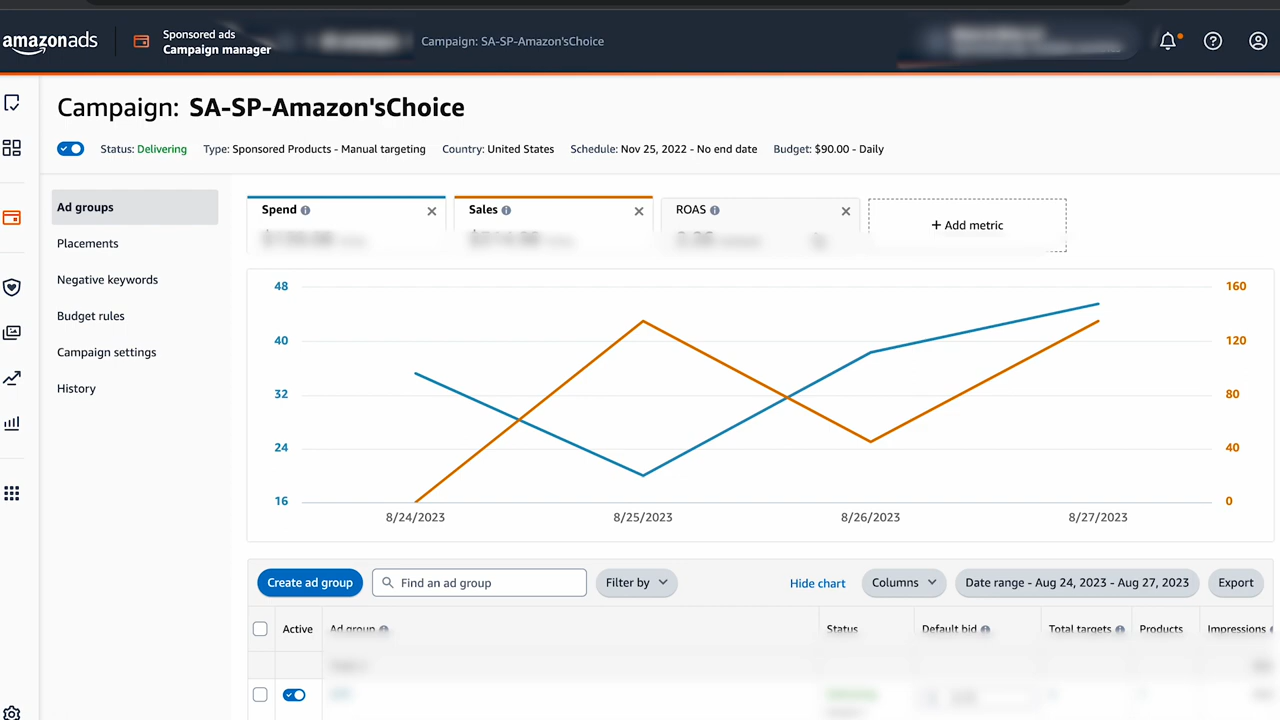 amazonads
Sponsored ads
Campaign manager
Campaign: SA-SP-Amazon'sChoice
Campaign: SA-SP-Amazon'sChoice
Status: Delivering Type: Sponsored Products - Manual targeting Country: United States Schedule: Nov 25, 2022 - No end date Budget: $90.00 - Daily
Ad groups
Placements
Negative keywords
Budget rules
Campaign settings
History
Spend Sales ROAS + Add metric
48 160
40 120
32 80
24 40
16 0
8/24/2023 8/25/2023 8/26/2023 8/27/2023
Create ad group Find an ad group Filter by Hide chart Columns Date range - Aug 24, 2023 - Aug 27, 2023 Export
Active Ad group Status Default bid Total targets Products Impressions